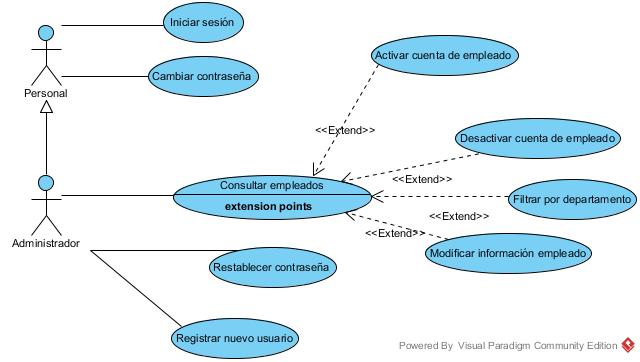 Iniciar sesión
Cambiar contraseña
Personal
Activar cuenta de empleado
<<Extend>>
Desactivar cuenta de empleado
<<Extend>>
Consultar empleados
extension points
Filtrar por departamento
<<Extend>>
<<Extend>>
Administrador
Modificar información empleado
Restablecer contraseña
Registrar nuevo usuario
Powered By Visual Paradigm Community Edition